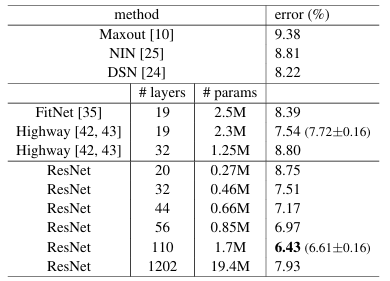 method error (%)
Maxout [10] 9.38
NIN [25] 8.81
DSN [24] 8.22
# layers # params
FitNet [35] 19 2.5M 8.39
Highway [42, 43] 19 2.3M 7.54 (7.72±0.16)
Highway [42, 43] 32 1.25M 8.80
ResNet 20 0.27M 8.75
ResNet 32 0.46M 7.51
ResNet 44 0.66M 7.17
ResNet 56 0.85M 6.97
ResNet 110 1.7M 6.43 (6.61±0.16)
ResNet 1202 19.4M 7.93